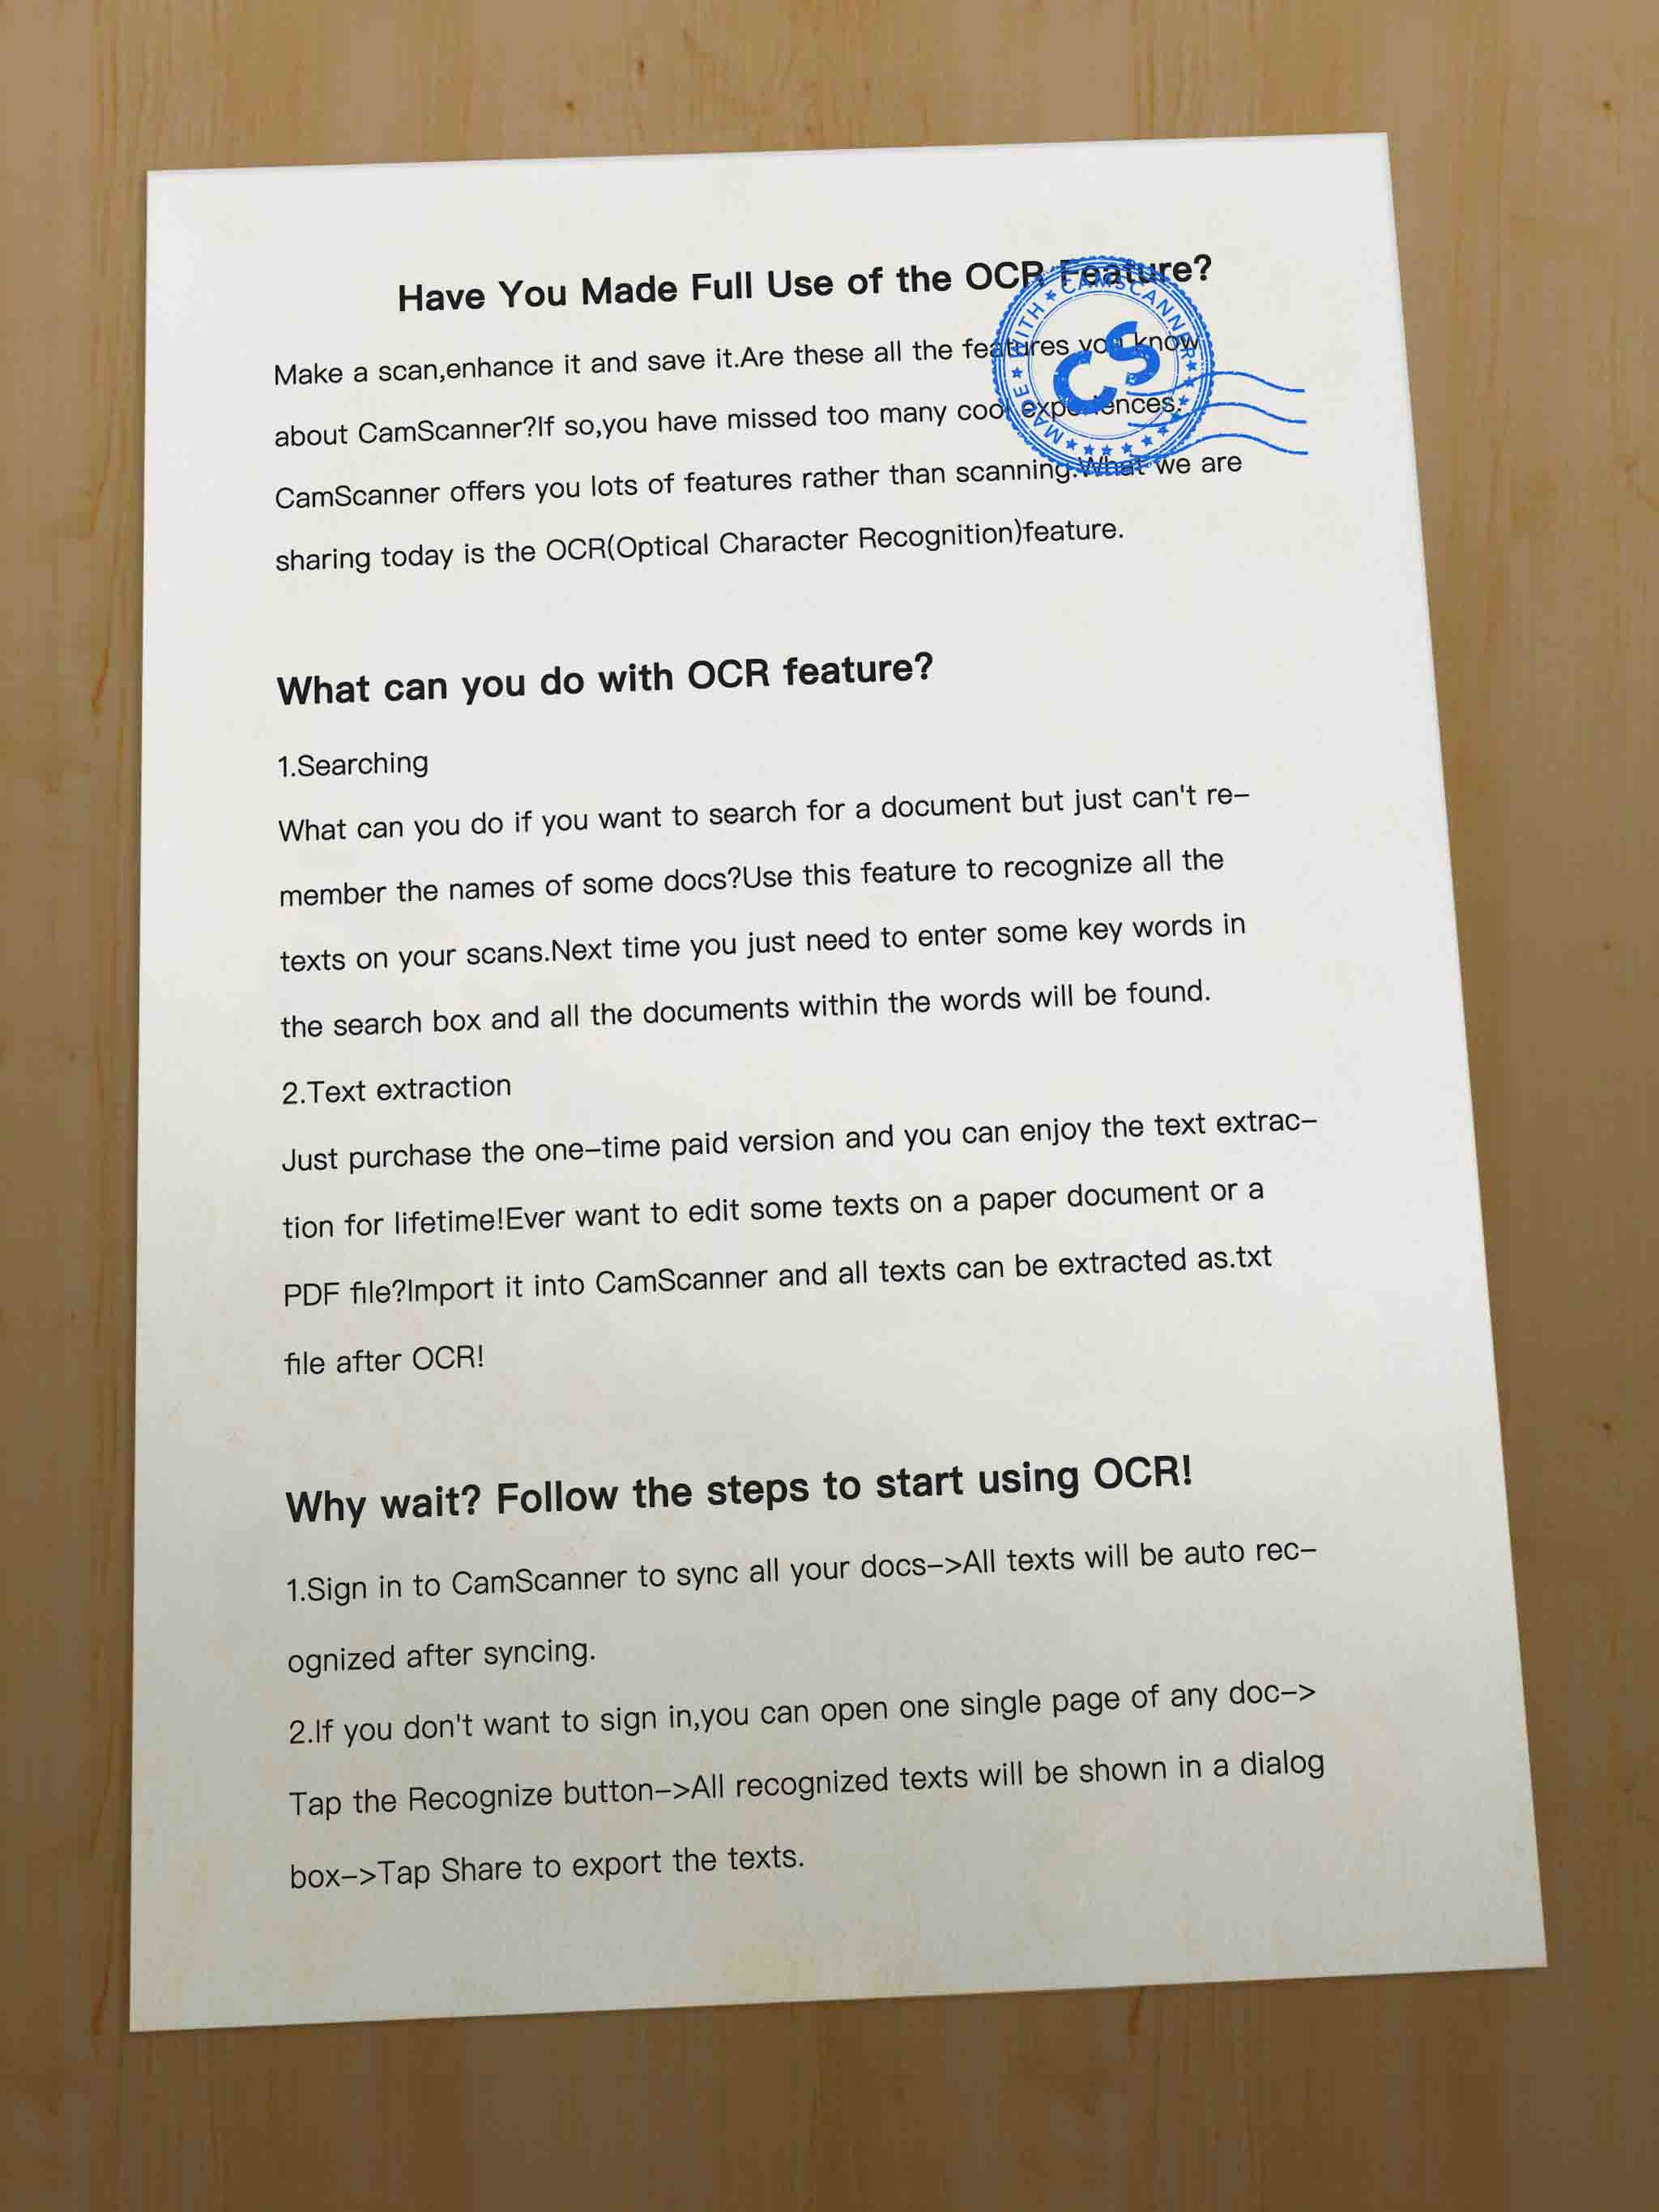 Have You Made Full Use of the OCR Feature?
Make a scan,enhance it and save it.Are these all the features you know
about CamScanner?If so,you have missed too many cool experiences.
CamScanner offers you lots of features rather than scanning.What we are
sharing today is the OCR(Optical Character Recognition)feature.
MADE WITH CAMSCANNER
CS
What can you do with OCR feature?
1.Searching
What can you do if you want to search for a document but just can't re–
member the names of some docs?Use this feature to recognize all the
texts on your scans.Next time you just need to enter some key words in
the search box and all the documents within the words will be found.
2.Text extraction
Just purchase the one–time paid version and you can enjoy the text extrac–
tion for lifetime!Ever want to edit some texts on a paper document or a
PDF file?Import it into CamScanner and all texts can be extracted as.txt
file after OCR!
Why wait? Follow the steps to start using OCR!
1.Sign in to CamScanner to sync all your docs–>All texts will be auto rec–
ognized after syncing.
2.If you don't want to sign in,you can open one single page of any doc–>
Tap the Recognize button–>All recognized texts will be shown in a dialog
box–>Tap Share to export the texts.